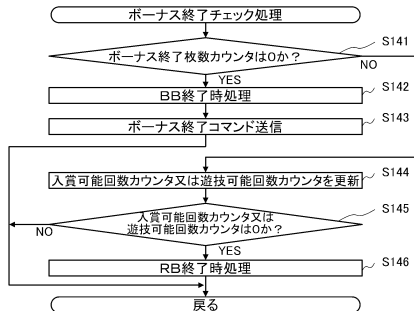 ボーナス終了チェック処理
S141
ボーナス終了枚数カウンタは0か？
NO
YES
S142
BB終了時処理
S143
ボーナス終了コマンド送信
S144
入賞可能回数カウンタ又は遊技可能回数カウンタを更新
S145
入賞可能回数カウンタ又は
遊技可能回数カウンタは0か？
NO
YES
S146
RB終了時処理
戻る